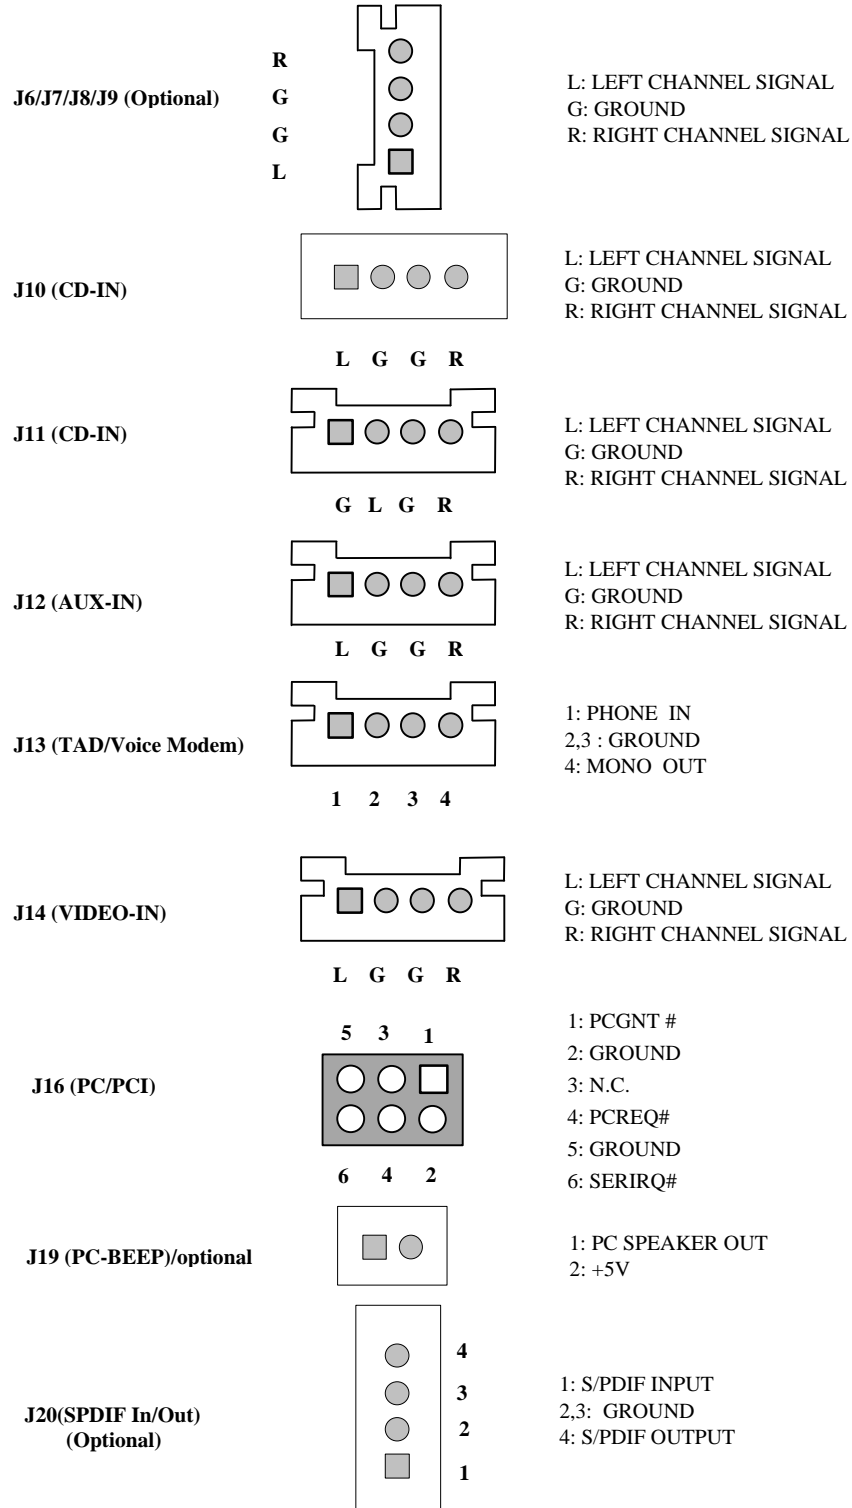 R
J6/J7/J8/J9 (Optional)
G
G
L
L: LEFT CHANNEL SIGNAL
G: GROUND
R: RIGHT CHANNEL SIGNAL
J10 (CD-IN)
L: LEFT CHANNEL SIGNAL
G: GROUND
R: RIGHT CHANNEL SIGNAL
L G G R
J11 (CD-IN)
L: LEFT CHANNEL SIGNAL
G: GROUND
R: RIGHT CHANNEL SIGNAL
G L G R
J12 (AUX-IN)
L: LEFT CHANNEL SIGNAL
G: GROUND
R: RIGHT CHANNEL SIGNAL
L G G R
J13 (TAD/Voice Modem)
1: PHONE IN
2,3 : GROUND
4: MONO OUT
1 2 3 4
J14 (VIDEO-IN)
L: LEFT CHANNEL SIGNAL
G: GROUND
R: RIGHT CHANNEL SIGNAL
L G G R
5 3 1
J16 (PC/PCI)
6 4 2
1: PCGNT #
2: GROUND
3: N.C.
4: PCREQ#
5: GROUND
6: SERIRQ#
J19 (PC-BEEP)/optional
1: PC SPEAKER OUT
2: +5V
J20(SPDIF In/Out)
(Optional)
4
3
2
1
1: S/PDIF INPUT
2,3: GROUND
4: S/PDIF OUTPUT